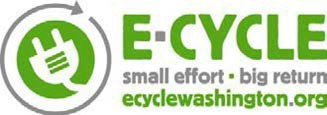 E·CYCLE
small effort · big return
ecyclewashington.org